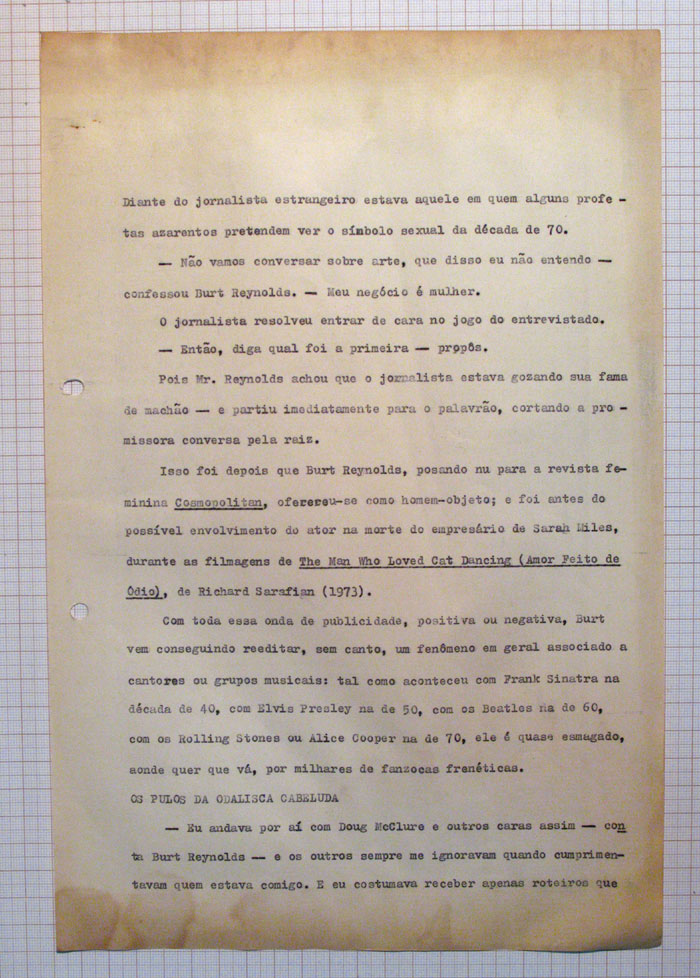 Diante do jornalista estrangeiro estava aquele em quem alguns profe -
tas azarentos pretendem ver o símbolo sexual da década de 70.
— Não vamos conversar sobre arte, que disso eu não entendo —
confessou Burt Reynolds. — Meu negócio é mulher.
O jornalista resolveu entrar de cara no jogo do entrevistado.
— Então, diga qual foi a primeira — propôs.
Pois Mr. Reynolds achou que o jornalista estava gozando sua fama
de machão — e partiu imediatamente para o palavrão, cortando a pro -
missora conversa pela raiz.
Isso foi depois que Burt Reynolds, posando nu para a revista fe-
minina Cosmopolitan, ofereceu-se como homem-objeto; e foi antes do
possível envolvimento do ator na morte do empresário de Sarah Miles,
durante as filmagens de The Man Who Loved Cat Dancing (Amor Feito de
Ódio), de Richard Sarafian (1973).
Com toda essa onda de publicidade, positiva ou negativa, Burt
vem conseguindo reeditar, sem canto, um fenômeno em geral associado a
cantores ou grupos musicais: tal como aconteceu com Frank Sinatra na
década de 40, com Elvis Presley na de 50, com os Beatles na de 60,
com os Rolling Stones ou Alice Cooper na de 70, ele é quase esmagado,
aonde quer que vá, por milhares de fanzocas frenéticas.
OS PULOS DA ODALISCA CABELUDA
— Eu andava por aí com Doug McClure e outros caras assim — con
ta Burt Reynolds — e os outros sempre me ignoravam quando cumprimen-
tavam quem estava comigo. E eu costumava receber apenas roteiros que